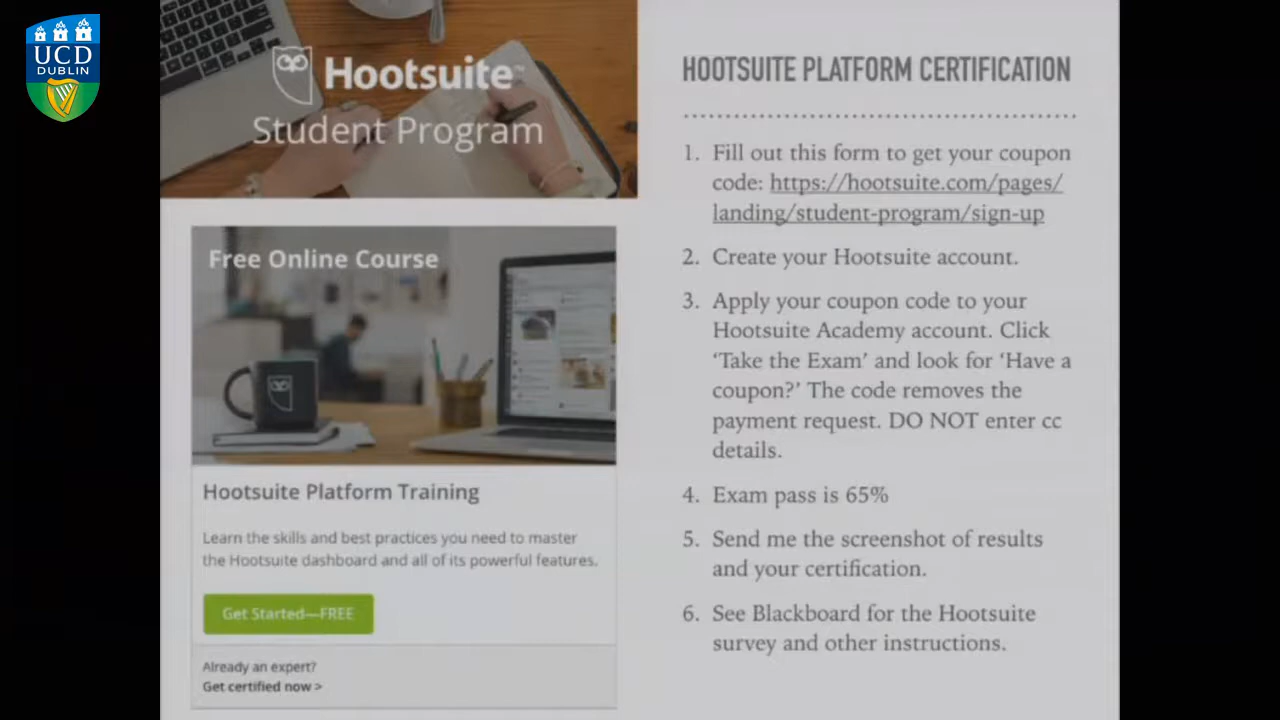 UCD
DUBLIN
Hootsuite™
Student Program
Free Online Course
Hootsuite Platform Training
Learn the skills and best practices you need to master
the Hootsuite dashboard and all of its powerful features.
Get Started—FREE
Already an expert?
Get certified now >
HOOTSUITE PLATFORM CERTIFICATION
1. Fill out this form to get your coupon
code: https://hootsuite.com/pages/
landing/student-program/sign-up
2. Create your Hootsuite account.
3. Apply your coupon code to your
Hootsuite Academy account. Click
‘Take the Exam’ and look for ‘Have a
coupon?’ The code removes the
payment request. DO NOT enter cc
details.
4. Exam pass is 65%
5. Send me the screenshot of results
and your certification.
6. See Blackboard for the Hootsuite
survey and other instructions.